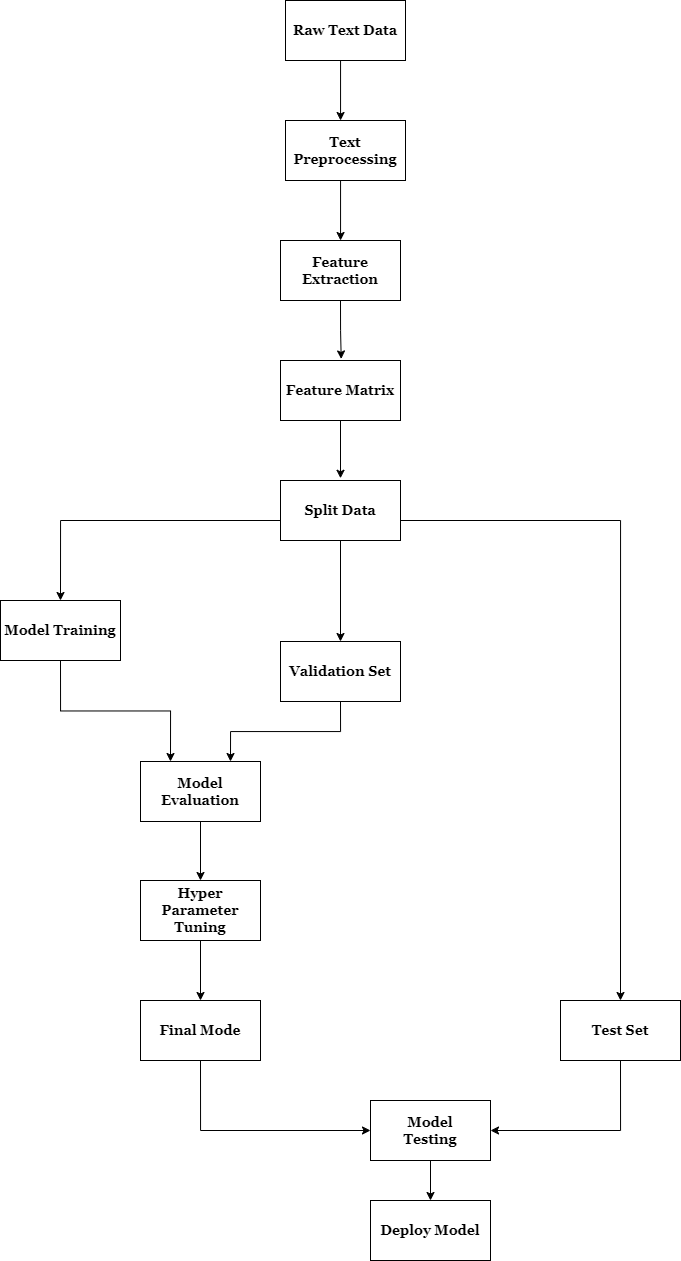 Raw Text Data
Text
Preprocessing
Feature
Extraction
Feature Matrix
Split Data
Model Training
Validation Set
Model
Evaluation
Hyper
Parameter
Tuning
Final Mode
Test Set
Model
Testing
Deploy Model